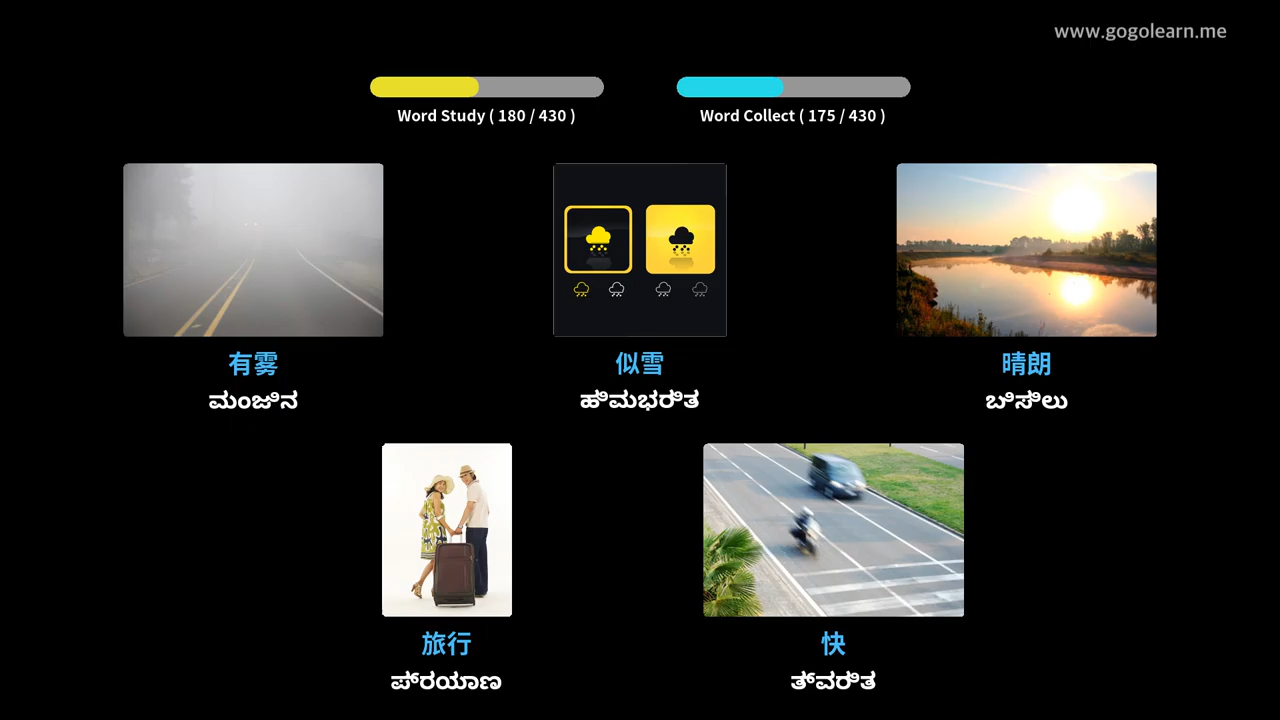 www.gogolearn.me
Word Study ( 180 / 430 )
Word Collect ( 175 / 430 )
有雾
似雪
晴朗
ಮಂಜಿನ
ಹಿಮಭರಿತ
ಬಿಸಿಲು
旅行
快
ಪ್ರಯಾಣ
ತ್ವರಿತ